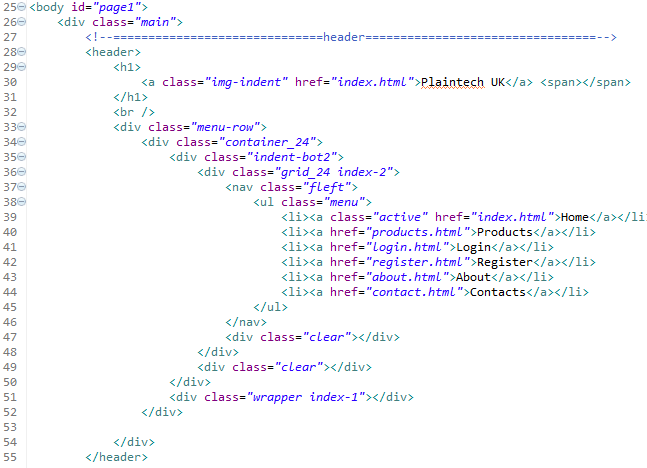 25 <body id="page1">
26 <div class="main">
27 <!--==============================header=================================-->
28 <header>
29 <h1>
30 <a class="img-indent" href="index.html">Plaintech UK</a> <span></span>
31 </h1>
32 <br />
33 <div class="menu-row">
34 <div class="container_24">
35 <div class="indent-bot2">
36 <div class="grid_24 index-2">
37 <nav class="fleft">
38 <ul class="menu">
39 <li><a class="active" href="index.html">Home</a></li
40 <li><a href="products.html">Products</a></li>
41 <li><a href="login.html">Login</a></li>
42 <li><a href="register.html">Register</a></li>
43 <li><a href="about.html">About</a></li>
44 <li><a href="contact.html">Contacts</a></li>
45 </ul>
46 </nav>
47 <div class="clear"></div>
48 </div>
49 <div class="clear"></div>
50 </div>
51 <div class="wrapper index-1"></div>
52 </div>
53
54 </div>
55 </header>